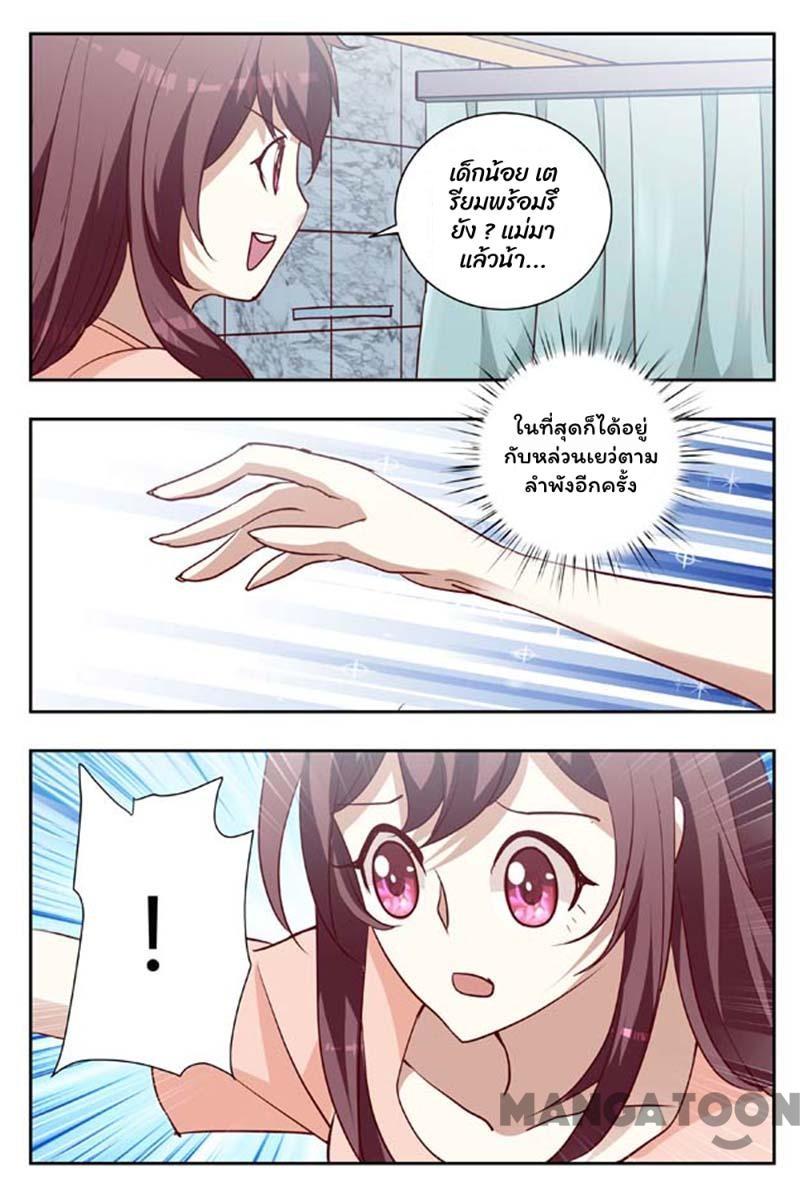 เด็กน้อย เต
รียมพร้อมรึ
ยัง ? แม่มา
แล้วน้า...
ในที่สุดก็ได้อยู่
กับหล่วนเยว่ตาม
ลำพังอีกครั้ง
!
MANGATOON